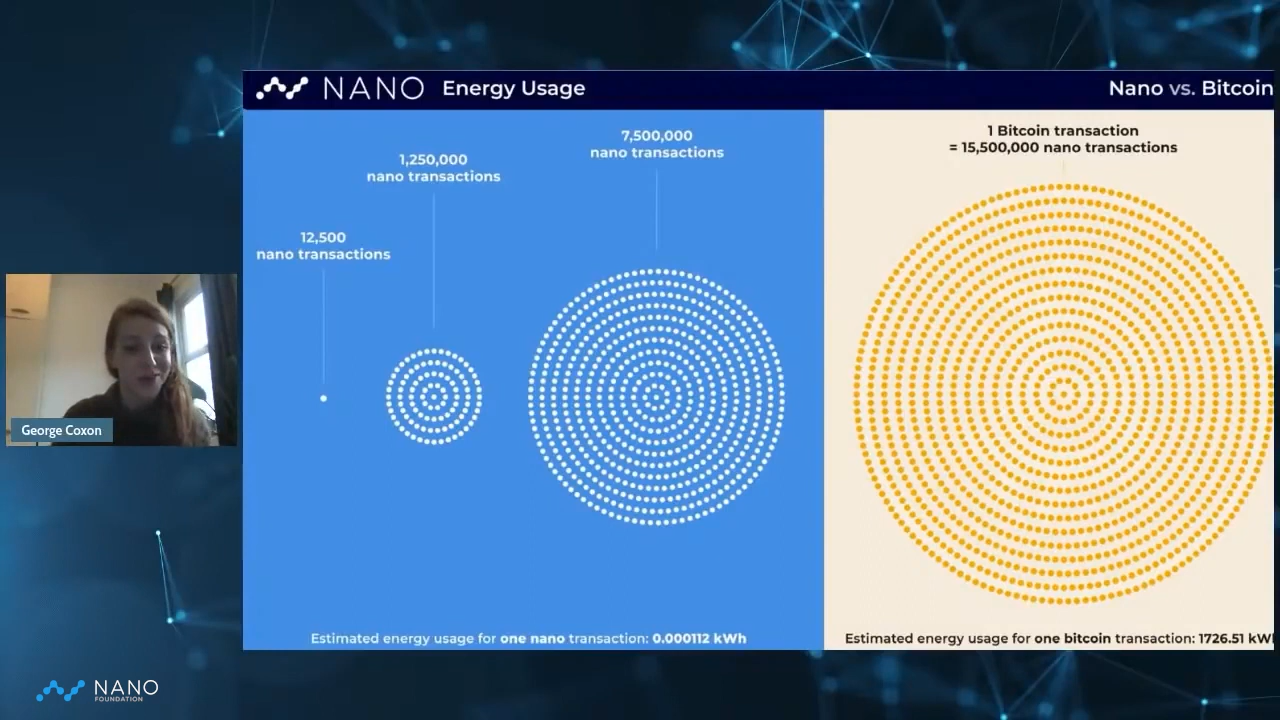 NANO Energy Usage
Nano vs. Bitcoin
7,500,000
nano transactions
1,250,000
nano transactions
12,500
nano transactions
1 Bitcoin transaction
= 15,500,000 nano transactions
Estimated energy usage for one nano transaction: 0.000112 kWh
Estimated energy usage for one bitcoin transaction: 1726.51 kW
George Coxon
NANO
FOUNDATION